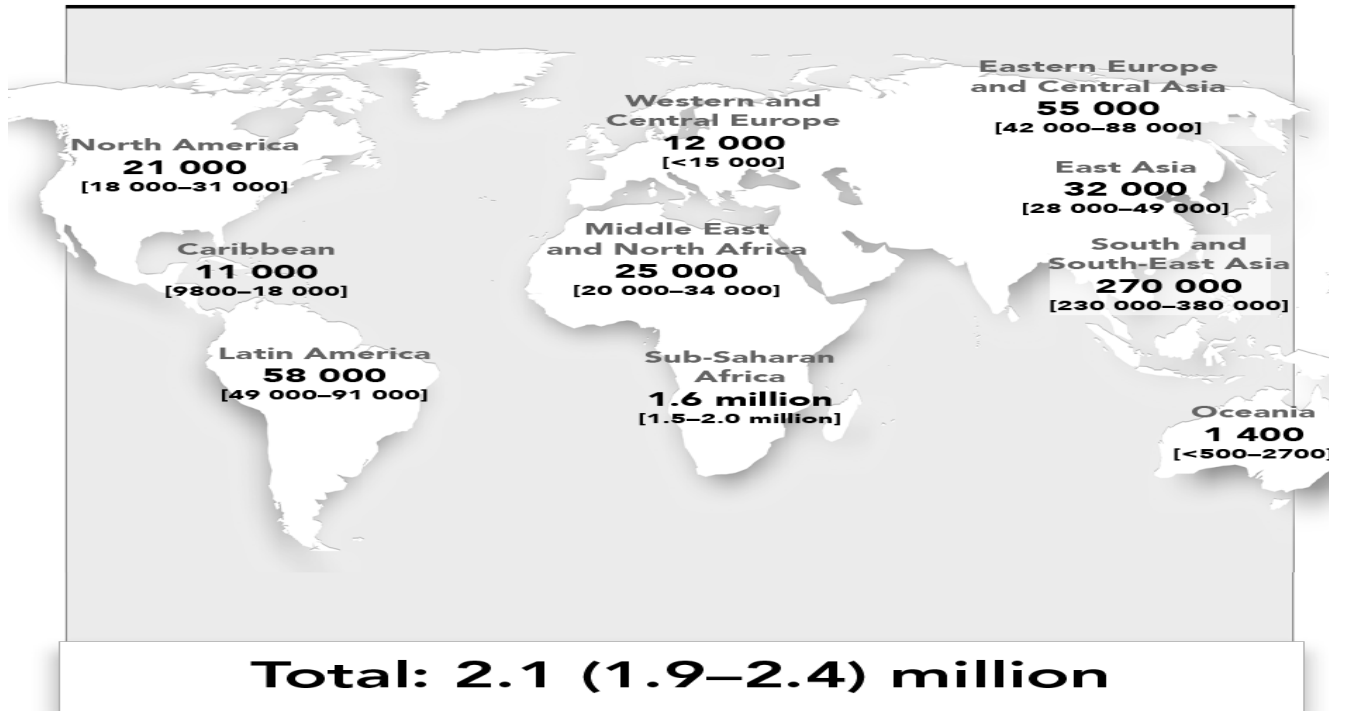 North America
21 000
[18 000–31 000]
Caribbean
11 000
[9800–18 000]
Latin America
58 000
[49 000–91 000]
Western and
Central Europe
12 000
[<15 000]
Middle East
and North Africa
25 000
[20 000–34 000]
Sub-Saharan
Africa
1.6 million
[1.5–2.0 million]
Eastern Europe
and Central Asia
55 000
[42 000–88 000]
East Asia
32 000
[28 000–49 000]
South and
South-East Asia
270 000
[230 000–380 000]
Oceania
1 400
[<500–2700]
Total: 2.1 (1.9–2.4) million